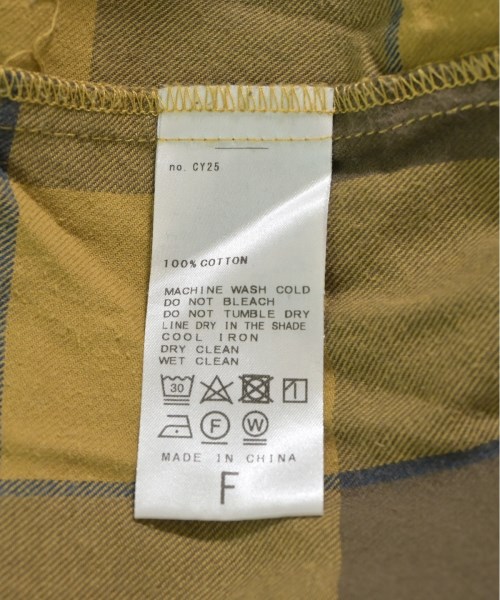 no. CY25
100% COTTON
MACHINE WASH COLD
DO NOT BLEACH
DO NOT TUMBLE DRY
LINE DRY IN THE SHADE
COOL IRON
DRY CLEAN
WET CLEAN
30
F W
MADE IN CHINA
F